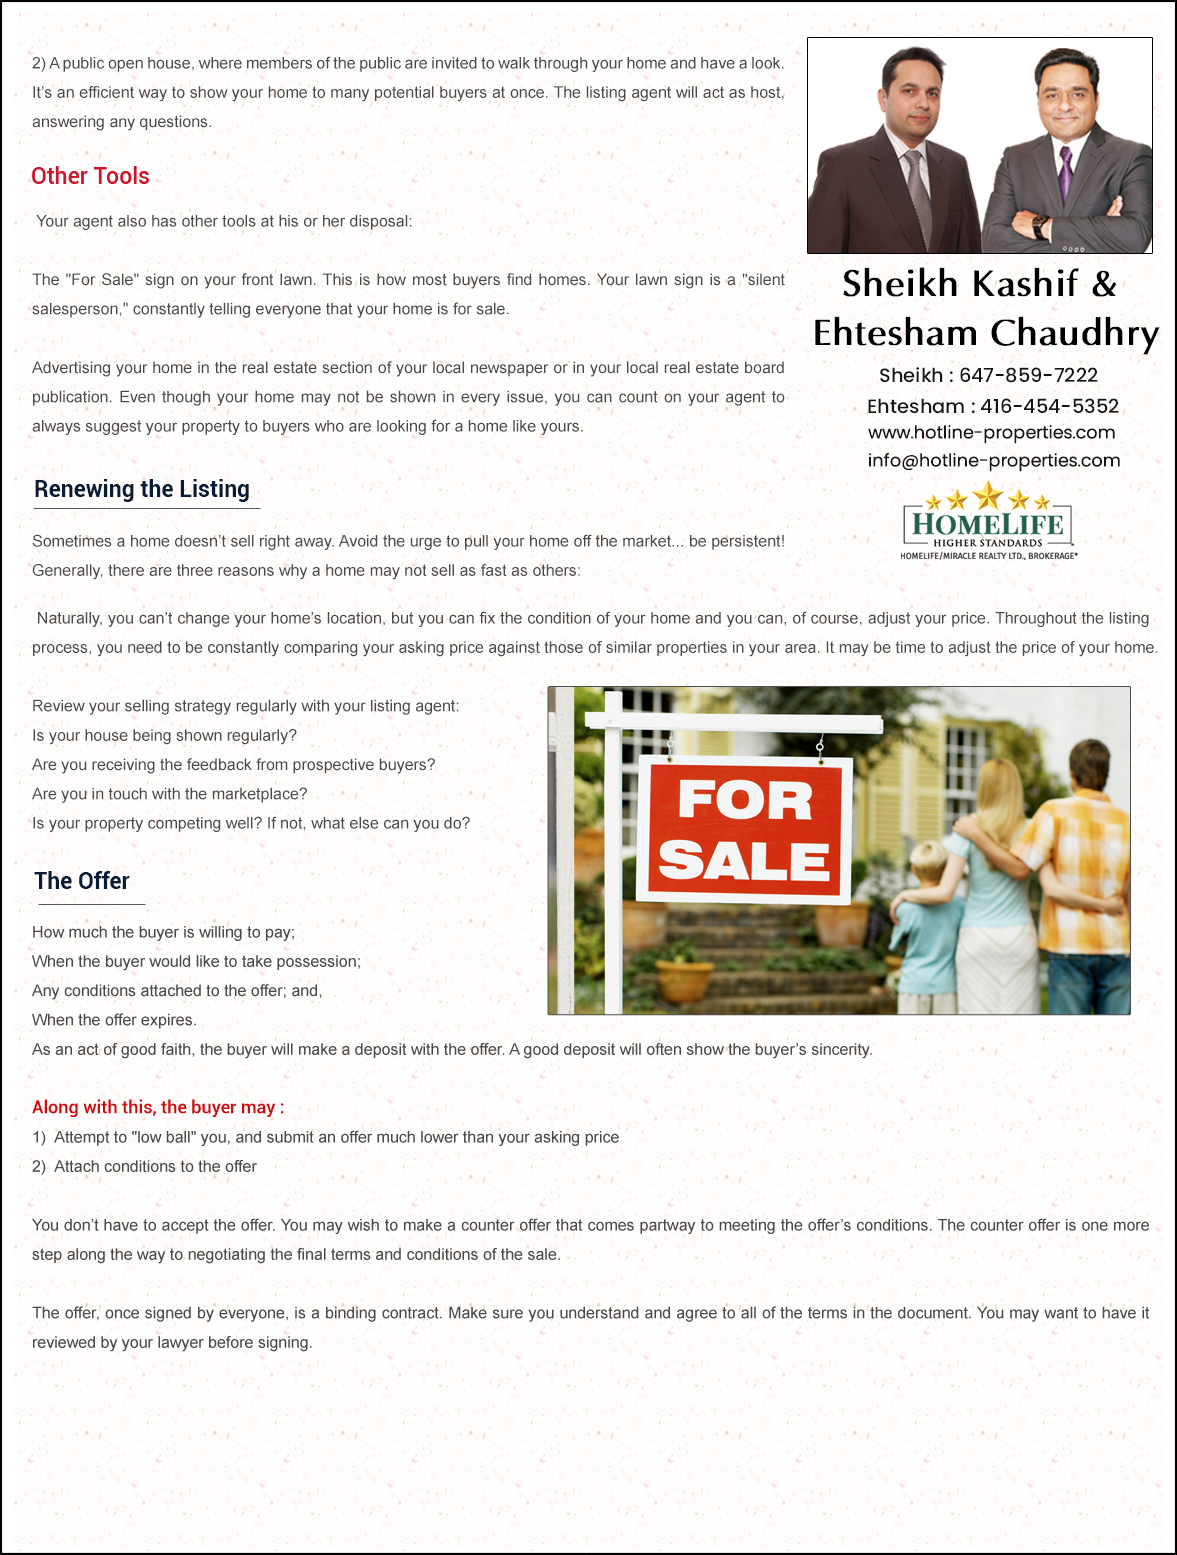 2) A public open house, where members of the public are invited to walk through your home and have a look.
It’s an efficient way to show your home to many potential buyers at once. The listing agent will act as host,
answering any questions.
Other Tools
Your agent also has other tools at his or her disposal:
The "For Sale" sign on your front lawn. This is how most buyers find homes. Your lawn sign is a "silent
salesperson," constantly telling everyone that your home is for sale.
Advertising your home in the real estate section of your local newspaper or in your local real estate board
publication. Even though your home may not be shown in every issue, you can count on your agent to
always suggest your property to buyers who are looking for a home like yours.
Sheikh Kashif &
Ehtesham Chaudhry
Sheikh : 647-859-7222
Ehtesham : 416-454-5352
www.hotline-properties.com
info@hotline-properties.com
HOMELIFE
HIGHER STANDARDS
HOMELIFE/MIRACLE REALTY LTD., BROKERAGE*
Renewing the Listing
Sometimes a home doesn’t sell right away. Avoid the urge to pull your home off the market... be persistent!
Generally, there are three reasons why a home may not sell as fast as others:
Naturally, you can’t change your home’s location, but you can fix the condition of your home and you can, of course, adjust your price. Throughout the listing
process, you need to be constantly comparing your asking price against those of similar properties in your area. It may be time to adjust the price of your home.
Review your selling strategy regularly with your listing agent:
Is your house being shown regularly?
Are you receiving the feedback from prospective buyers?
Are you in touch with the marketplace?
Is your property competing well? If not, what else can you do?
FOR
SALE
The Offer
How much the buyer is willing to pay;
When the buyer would like to take possession;
Any conditions attached to the offer; and,
When the offer expires.
As an act of good faith, the buyer will make a deposit with the offer. A good deposit will often show the buyer’s sincerity.
Along with this, the buyer may :
1) Attempt to "low ball" you, and submit an offer much lower than your asking price
2) Attach conditions to the offer
You don’t have to accept the offer. You may wish to make a counter offer that comes partway to meeting the offer’s conditions. The counter offer is one more
step along the way to negotiating the final terms and conditions of the sale.
The offer, once signed by everyone, is a binding contract. Make sure you understand and agree to all of the terms in the document. You may want to have it
reviewed by your lawyer before signing.